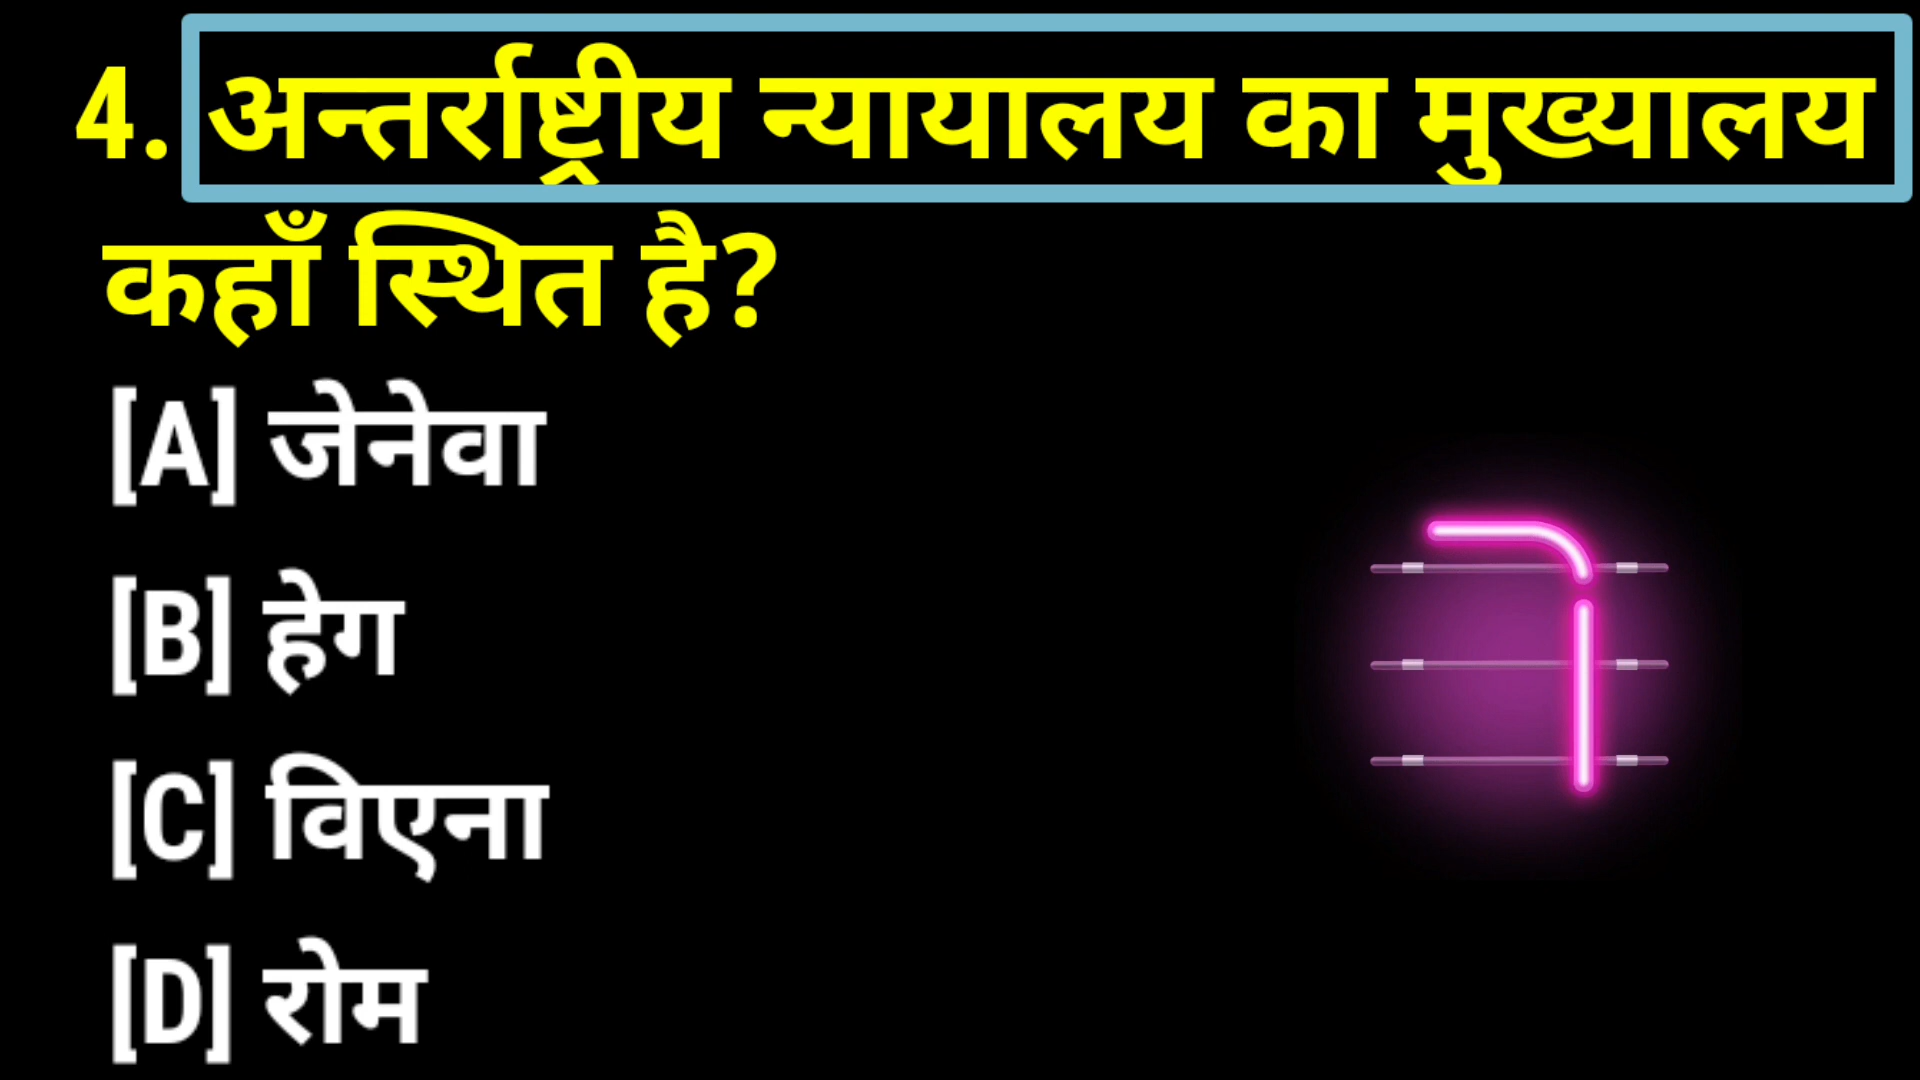 4. अन्तर्राष्ट्रीय न्यायालय का मुख्यालय
कहाँ स्थित है?
[A] जेनेवा
[B] हेग
[C] विएना
[D] रोम